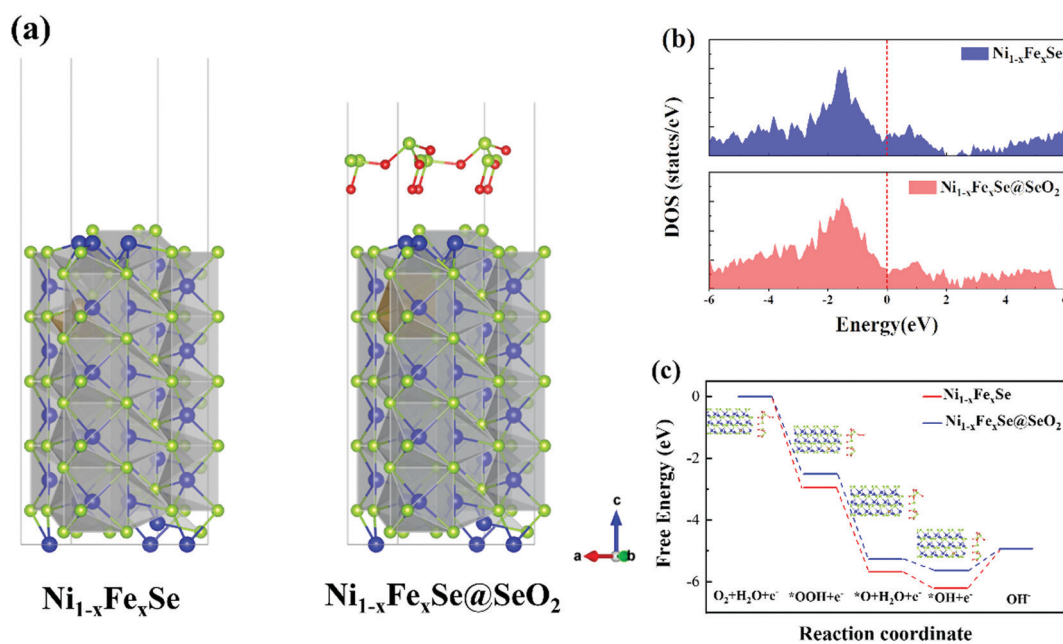 (a)
Ni₁₋ₓFeₓSe
Ni₁₋ₓFeₓSe@SeO₂
c
a
b
(b)
Ni₁₋ₓFeₓSe
Ni₁₋ₓFeₓSe@SeO₂
DOS (states/eV)
-6 -4 -2 0 2 4 6
Energy(eV)
(c)
Ni₁₋ₓFeₓSe
Ni₁₋ₓFeₓSe@SeO₂
Free Energy (eV)
0
-2
-4
-6
O₂+H₂O+e⁻ *OOH+e⁻ *O+H₂O+e⁻ *OH+e⁻ OH⁻
Reaction coordinate